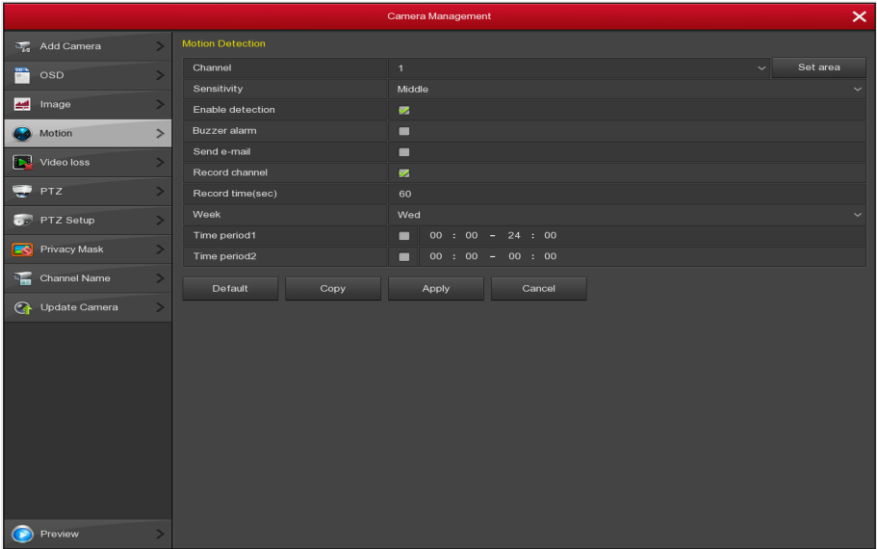 Camera Management
Add Camera
OSD
Image
Motion
Video loss
PTZ
PTZ Setup
Privacy Mask
Channel Name
Update Camera
Preview
Motion Detection
Channel 1 Set area
Sensitivity Middle
Enable detection
Buzzer alarm
Send e-mail
Record channel
Record time(sec) 60
Week Wed
Time period1 00 : 00 - 24 : 00
Time period2 00 : 00 - 00 : 00
Default Copy Apply Cancel